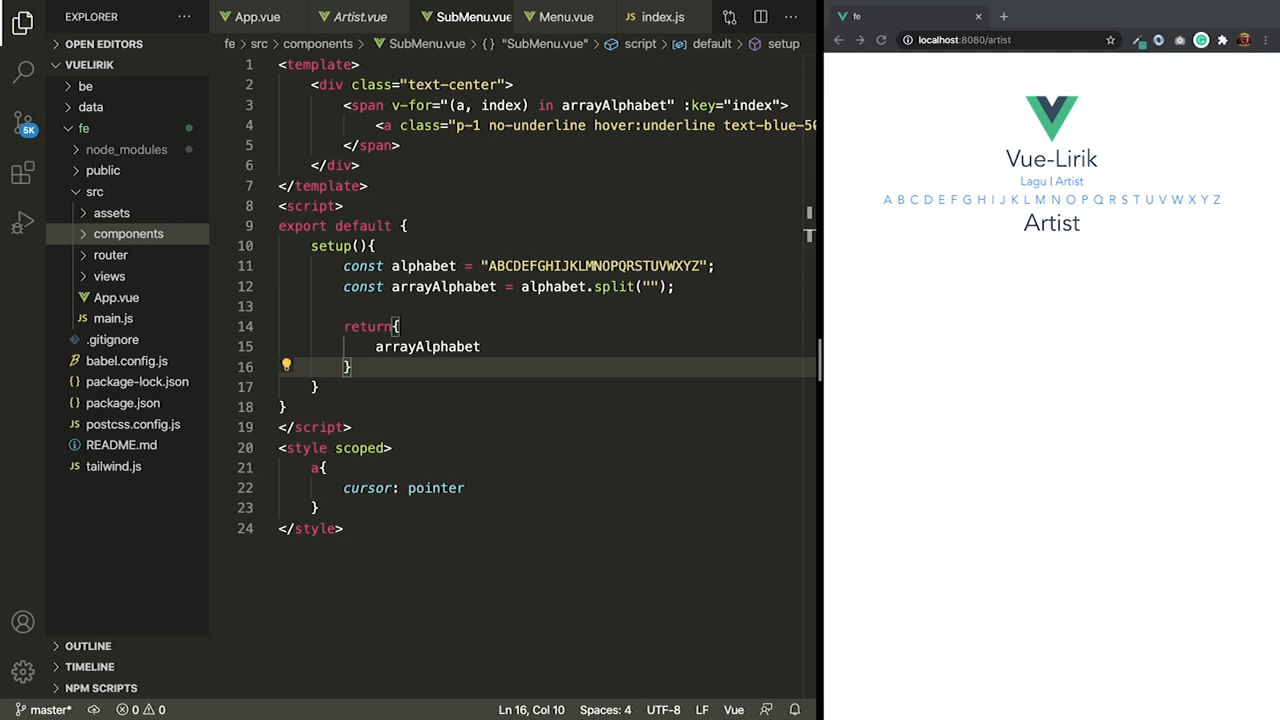 EXPLORER
OPEN EDITORS
VUELIRIK
be
data
fe
node_modules
public
src
assets
components
router
views
App.vue
main.js
.gitignore
babel.config.js
package-lock.json
package.json
postcss.config.js
README.md
JS tailwind.js
OUTLINE
TIMELINE
NPM SCRIPTS
5K
App.vue Artist.vue SubMenu.vue Menu.vue JS index.js
fe > src > components > SubMenu.vue > {} "SubMenu.vue" > script > default > setup
1 <template>
2 <div class="text-center">
3 <span v-for="(a, index) in arrayAlphabet" :key="index">
4 <a class="p-1 no-underline hover:underline text-blue-50
5 </span>
6 </div>
7 </template>
8 <script>
9 export default {
10 setup(){
11 const alphabet = "ABCDEFGHIJKLMNOPQRSTUVWXYZ";
12 const arrayAlphabet = alphabet.split("");
13
14 return{
15 arrayAlphabet
16 }
17 }
18 }
19 </script>
20 <style scoped>
21 a{
22 cursor: pointer
23 }
24 </style>
master* 0 0 Ln 16, Col 10 Spaces: 4 UTF-8 LF Vue
fe
localhost:8080/artist
Vue-Lirik
Lagu | Artist
A B C D E F G H I J K L M N O P Q R S T U V W X Y Z
Artist